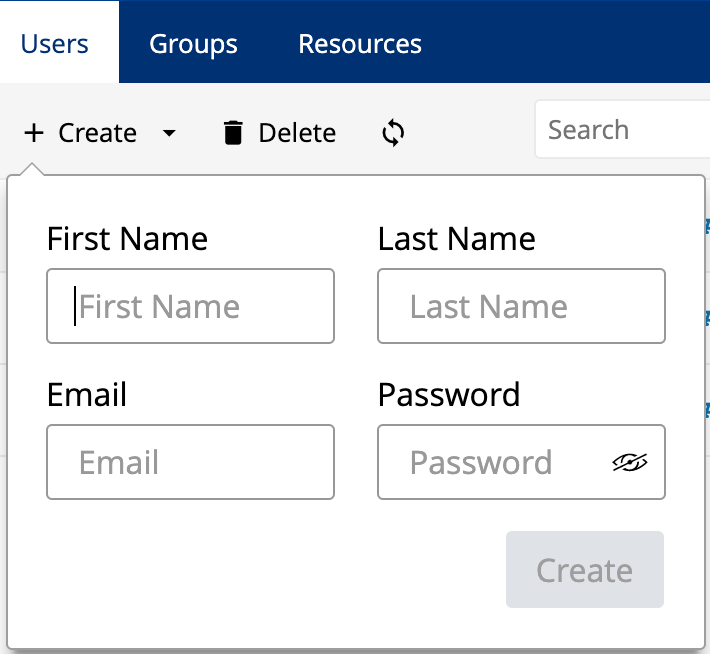 Users Groups Resources
Create Delete Search
First Name Last Name
First Name Last Name
Email Password
Email Password
Create